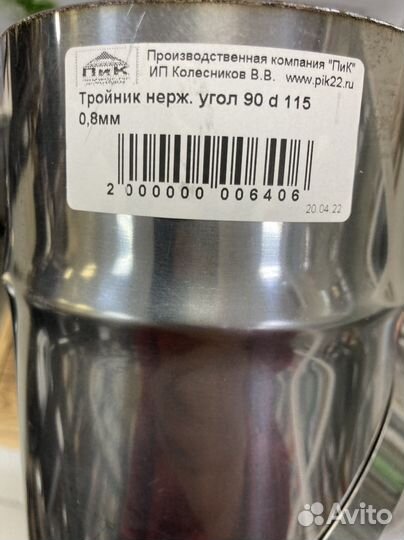 ПиК
Производственная компания "ПиК"
ИП Колесников В.В. www.pik22.ru
Тройник нерж. угол 90 d 115
0,8мм
2 000000 006406
20.04.22
Avito